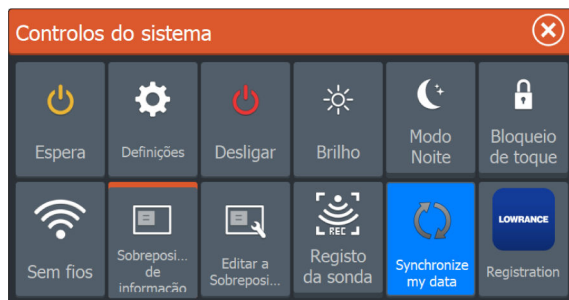 Controlos do sistema
Espera
Definições
Desligar
Brilho
Modo
Noite
Bloqueio
de toque
Sem fios
Sobreposi...
de
informação
Editar a
Sobreposi...
REC
Registo
da sonda
Synchronize
my data
LOWRANCE
Registration